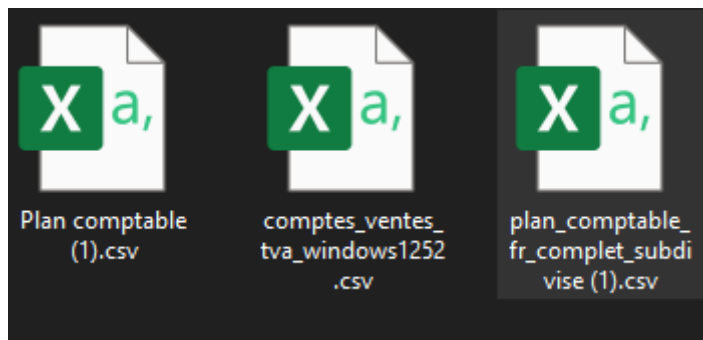 X a,
X a,
X a,
Plan comptable
(1).csv
comptes_ventes_
tva_windows1252
.csv
plan_comptable_
fr_complet_subdi
vise (1).csv